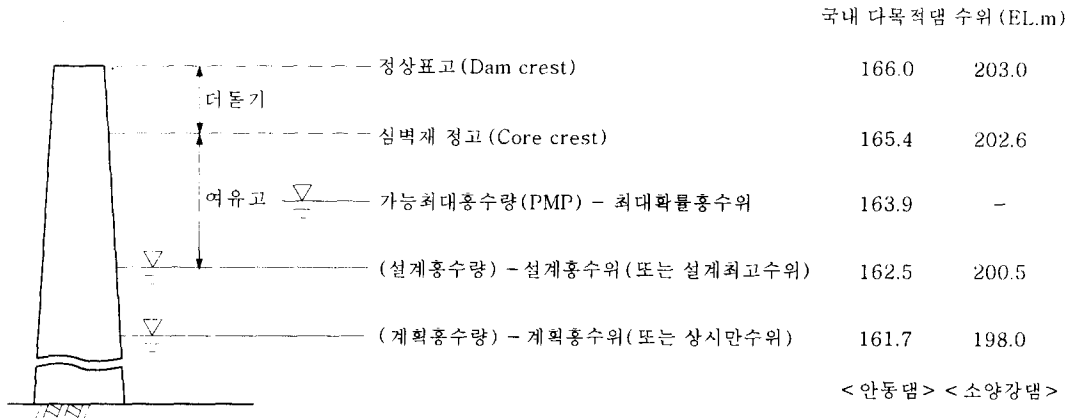 국내 다목적댐 수위(EL.m)
정상표고(Dam crest) 166.0 203.0
더돋기
심벽재 정고(Core crest) 165.4 202.6
여유고 가능최대홍수량(PMP) - 최대확률홍수위 163.9 -
(설계홍수량) - 설계홍수위(또는 설계최고수위) 162.5 200.5
(계획홍수량) - 계획홍수위(또는 상시만수위) 161.7 198.0
<안동댐> <소양강댐>